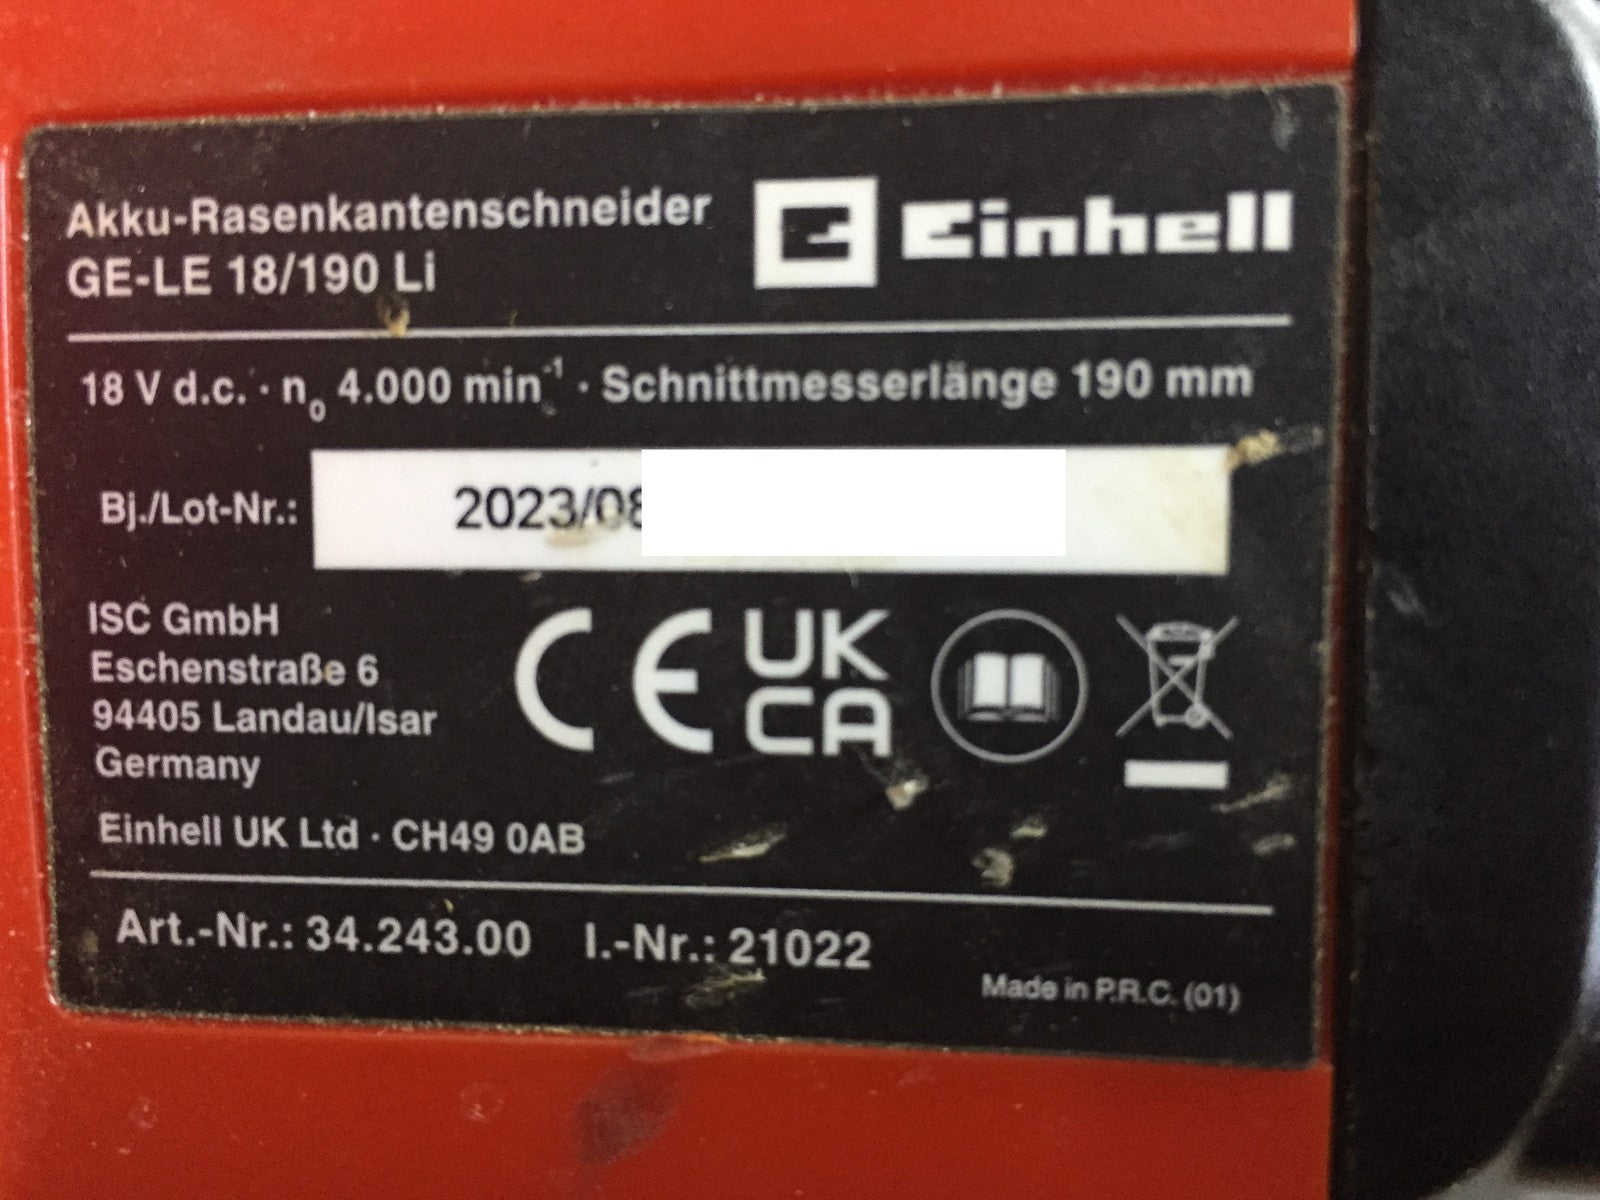 Akku-Rasenkantenschneider
GE-LE 18/190 Li
Einhell
18 V d.c. · n₀ 4.000 min⁻¹ · Schnittmesserlänge 190 mm
Bj./Lot-Nr.: 2023/08
ISC GmbH
Eschenstraße 6
94405 Landau/Isar
Germany
CE
UK
CA
Einhell UK Ltd · CH49 0AB
Art.-Nr.: 34.243.00 I.-Nr.: 21022
Made in P.R.C. (01)